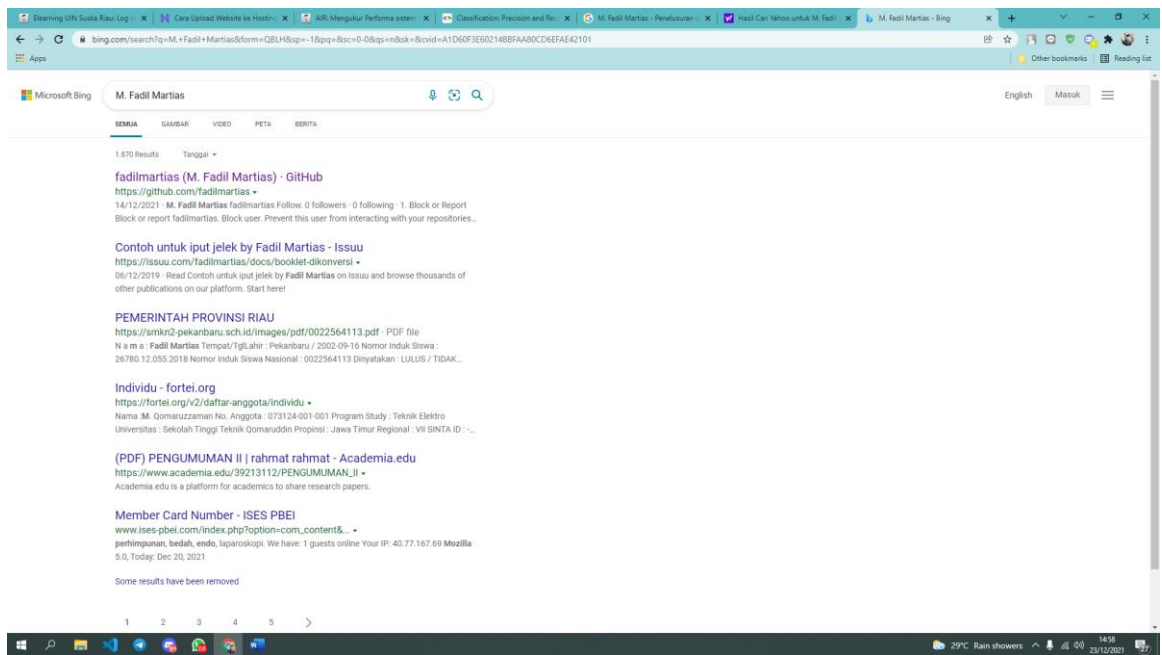 Elearning UIN Suska Riau: Log in
Cara Upload Website ke Hosting
AIR: Mengukur Performa sistem
Classification: Precision and Rec
M. Fadil Martias - Penelusuran G
Hasil Cari Yahoo untuk M. Fadil
M. Fadil Martias - Bing
bing.com/search?q=M.+Fadil+Martias&form=QBLH&sp=-1&pq=&sc=0-0&qs=n&sk=&cvid=A1D60F3E60214BBFAA80CD6EFAE42101
Apps
Other bookmarks
Reading list
Microsoft Bing
M. Fadil Martias
English
Masuk
SEMUA GAMBAR VIDEO PETA BERITA
1.870 Results Tanggal
fadilmartias (M. Fadil Martias) · GitHub
https://github.com/fadilmartias
14/12/2021 · M. Fadil Martias fadilmartias Follow. 0 followers · 0 following · 1. Block or Report
Block or report fadilmartias. Block user. Prevent this user from interacting with your repositories...
Contoh untuk iput jelek by Fadil Martias - Issuu
https://issuu.com/fadilmartias/docs/booklet-dikonversi
06/12/2019 · Read Contoh untuk iput jelek by Fadil Martias on Issuu and browse thousands of
other publications on our platform. Start here!
PEMERINTAH PROVINSI RIAU
https://smkn2-pekanbaru.sch.id/images/pdf/0022564113.pdf · PDF file
N a m a : Fadil Martias Tempat/TglLahir : Pekanbaru / 2002-09-16 Nomor Induk Siswa :
26780.12.055.2018 Nomor Induk Siswa Nasional : 0022564113 Dinyatakan : LULUS / TIDAK...
Individu - fortei.org
https://fortei.org/v2/daftar-anggota/individu
Nama :M. Qomaruzzaman No. Anggota : 073124-001-001 Program Study : Teknik Elektro
Universitas : Sekolah Tinggi Teknik Qomaruddin Propinsi : Jawa Timur Regional : VII SINTA ID : -...
(PDF) PENGUMUMAN II | rahmat rahmat - Academia.edu
https://www.academia.edu/39213112/PENGUMUMAN_II
Academia.edu is a platform for academics to share research papers.
Member Card Number - ISES PBEI
www.ises-pbei.com/index.php?option=com_content&...
perhimpunan, bedah, endo, laparoskopi. We have: 1 guests online Your IP: 40.77.167.69 Mozilla
5.0, Today: Dec 20, 2021
Some results have been removed
1 2 3 4 5
29°C Rain showers
14:58
23/12/2021